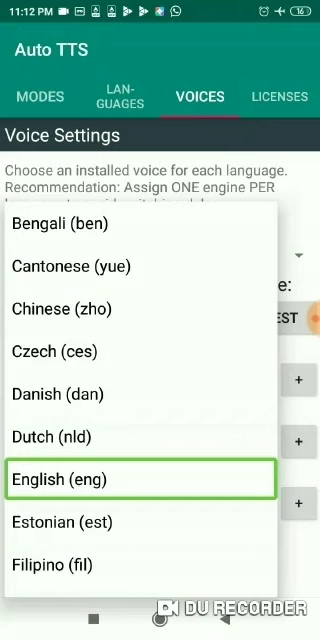 11:12 PM
16
Auto TTS
MODES
LAN-
GUAGES
VOICES
LICENSES
Voice Settings
Choose an installed voice for each language.
Recommendation: Assign ONE engine PER
Bengali (ben)
Cantonese (yue)
e:
Chinese (zho)
EST
Czech (ces)
Danish (dan)
+
Dutch (nld)
+
English (eng)
+
Estonian (est)
Filipino (fil)
DU RECORDER